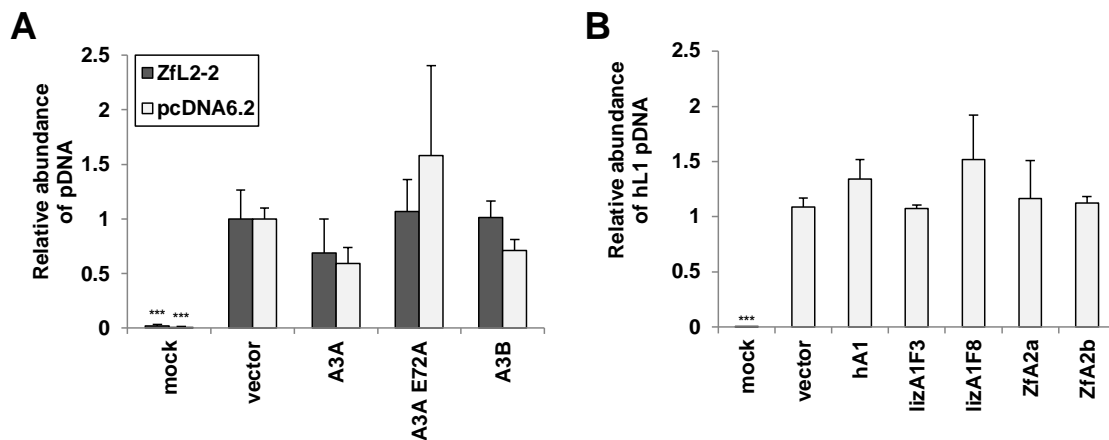 A
Relative abundance
of pDNA
2.5
2
1.5
1
0.5
0
ZfL2-2
pcDNA6.2
*** ***
mock
vector
A3A
A3A E72A
A3B
B
Relative abundance
of hL1 pDNA
2.5
2
1.5
1
0.5
0
***
mock
vector
hA1
lizA1F3
lizA1F8
ZfA2a
ZfA2b